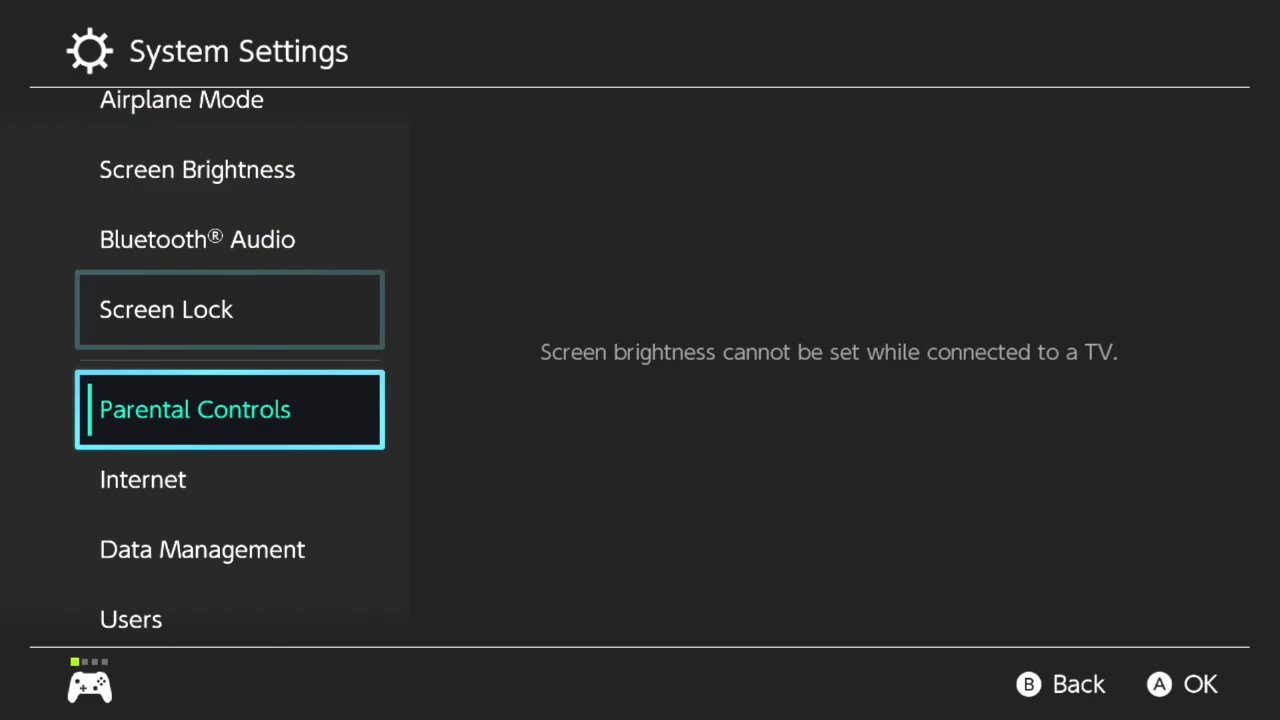 System Settings
Airplane Mode
Screen Brightness
Bluetooth® Audio
Screen Lock
Parental Controls
Internet
Data Management
Users
Screen brightness cannot be set while connected to a TV.
B Back
A OK